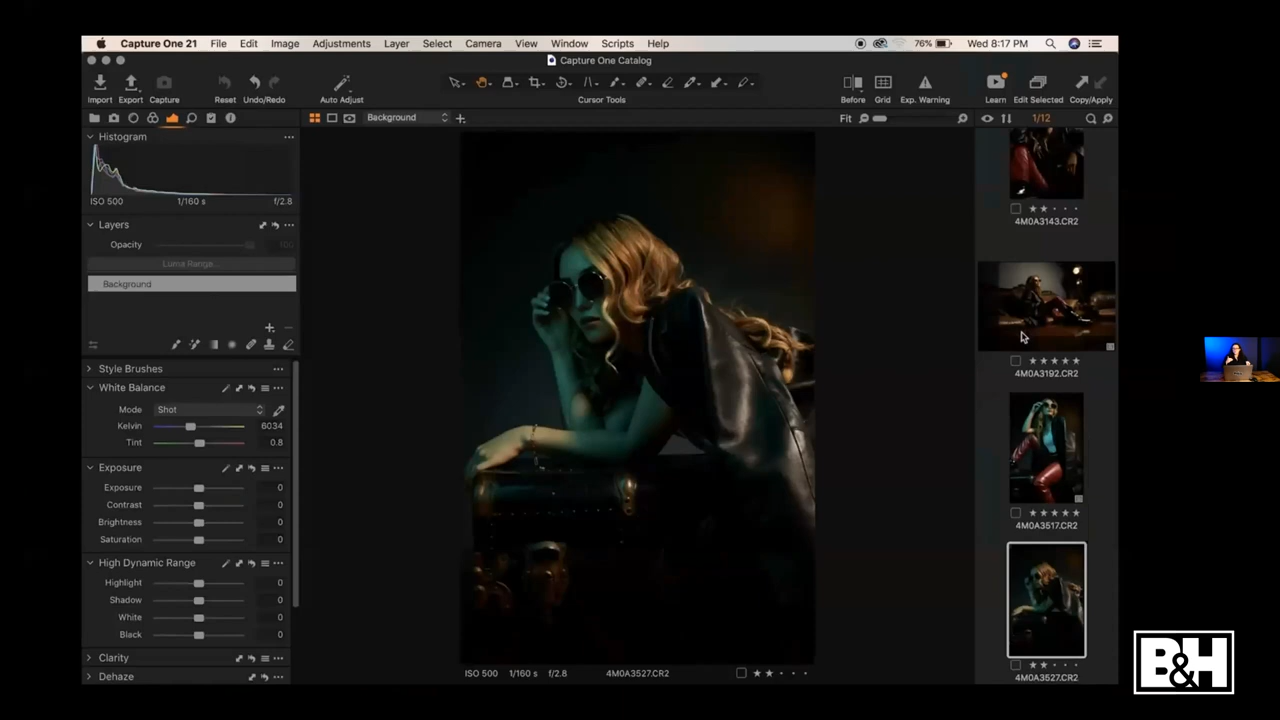 Capture One 21 File Edit Image Adjustments Layer Select Camera View Window Scripts Help 76% Wed 8:17 PM
Capture One Catalog
Import Export Capture Reset Undo/Redo Auto Adjust Cursor Tools Before Grid Exp. Warning Learn Edit Selected Copy/Apply
Background Fit 1/12
Histogram
ISO 500 1/160 s f/2.8
Layers
Opacity 100
Luma Range...
Background
Style Brushes
White Balance
Mode Shot
Kelvin 6034
Tint 0.8
Exposure
Exposure 0
Contrast 0
Brightness 0
Saturation 0
High Dynamic Range
Highlight 0
Shadow 0
White 0
Black 0
Clarity
Dehaze
ISO 500 1/160 s f/2.8 4M0A3527.CR2
4M0A3143.CR2
4M0A3192.CR2
4M0A3517.CR2
4M0A3527.CR2
B&H